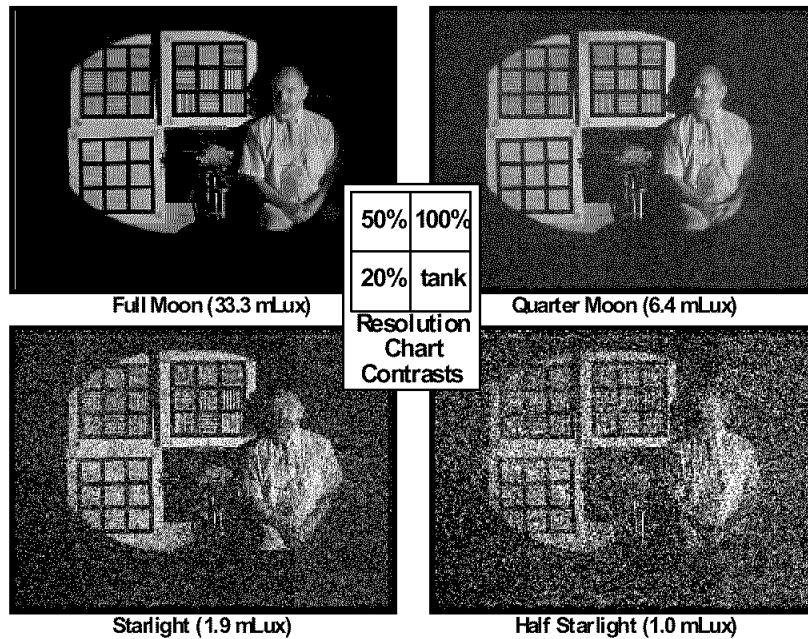 50% 100%
20% tank
Resolution
Chart
Contrasts
Full Moon (33.3 mLux)
Quarter Moon (6.4 mLux)
Starlight (1.9 mLux)
Half Starlight (1.0 mLux)